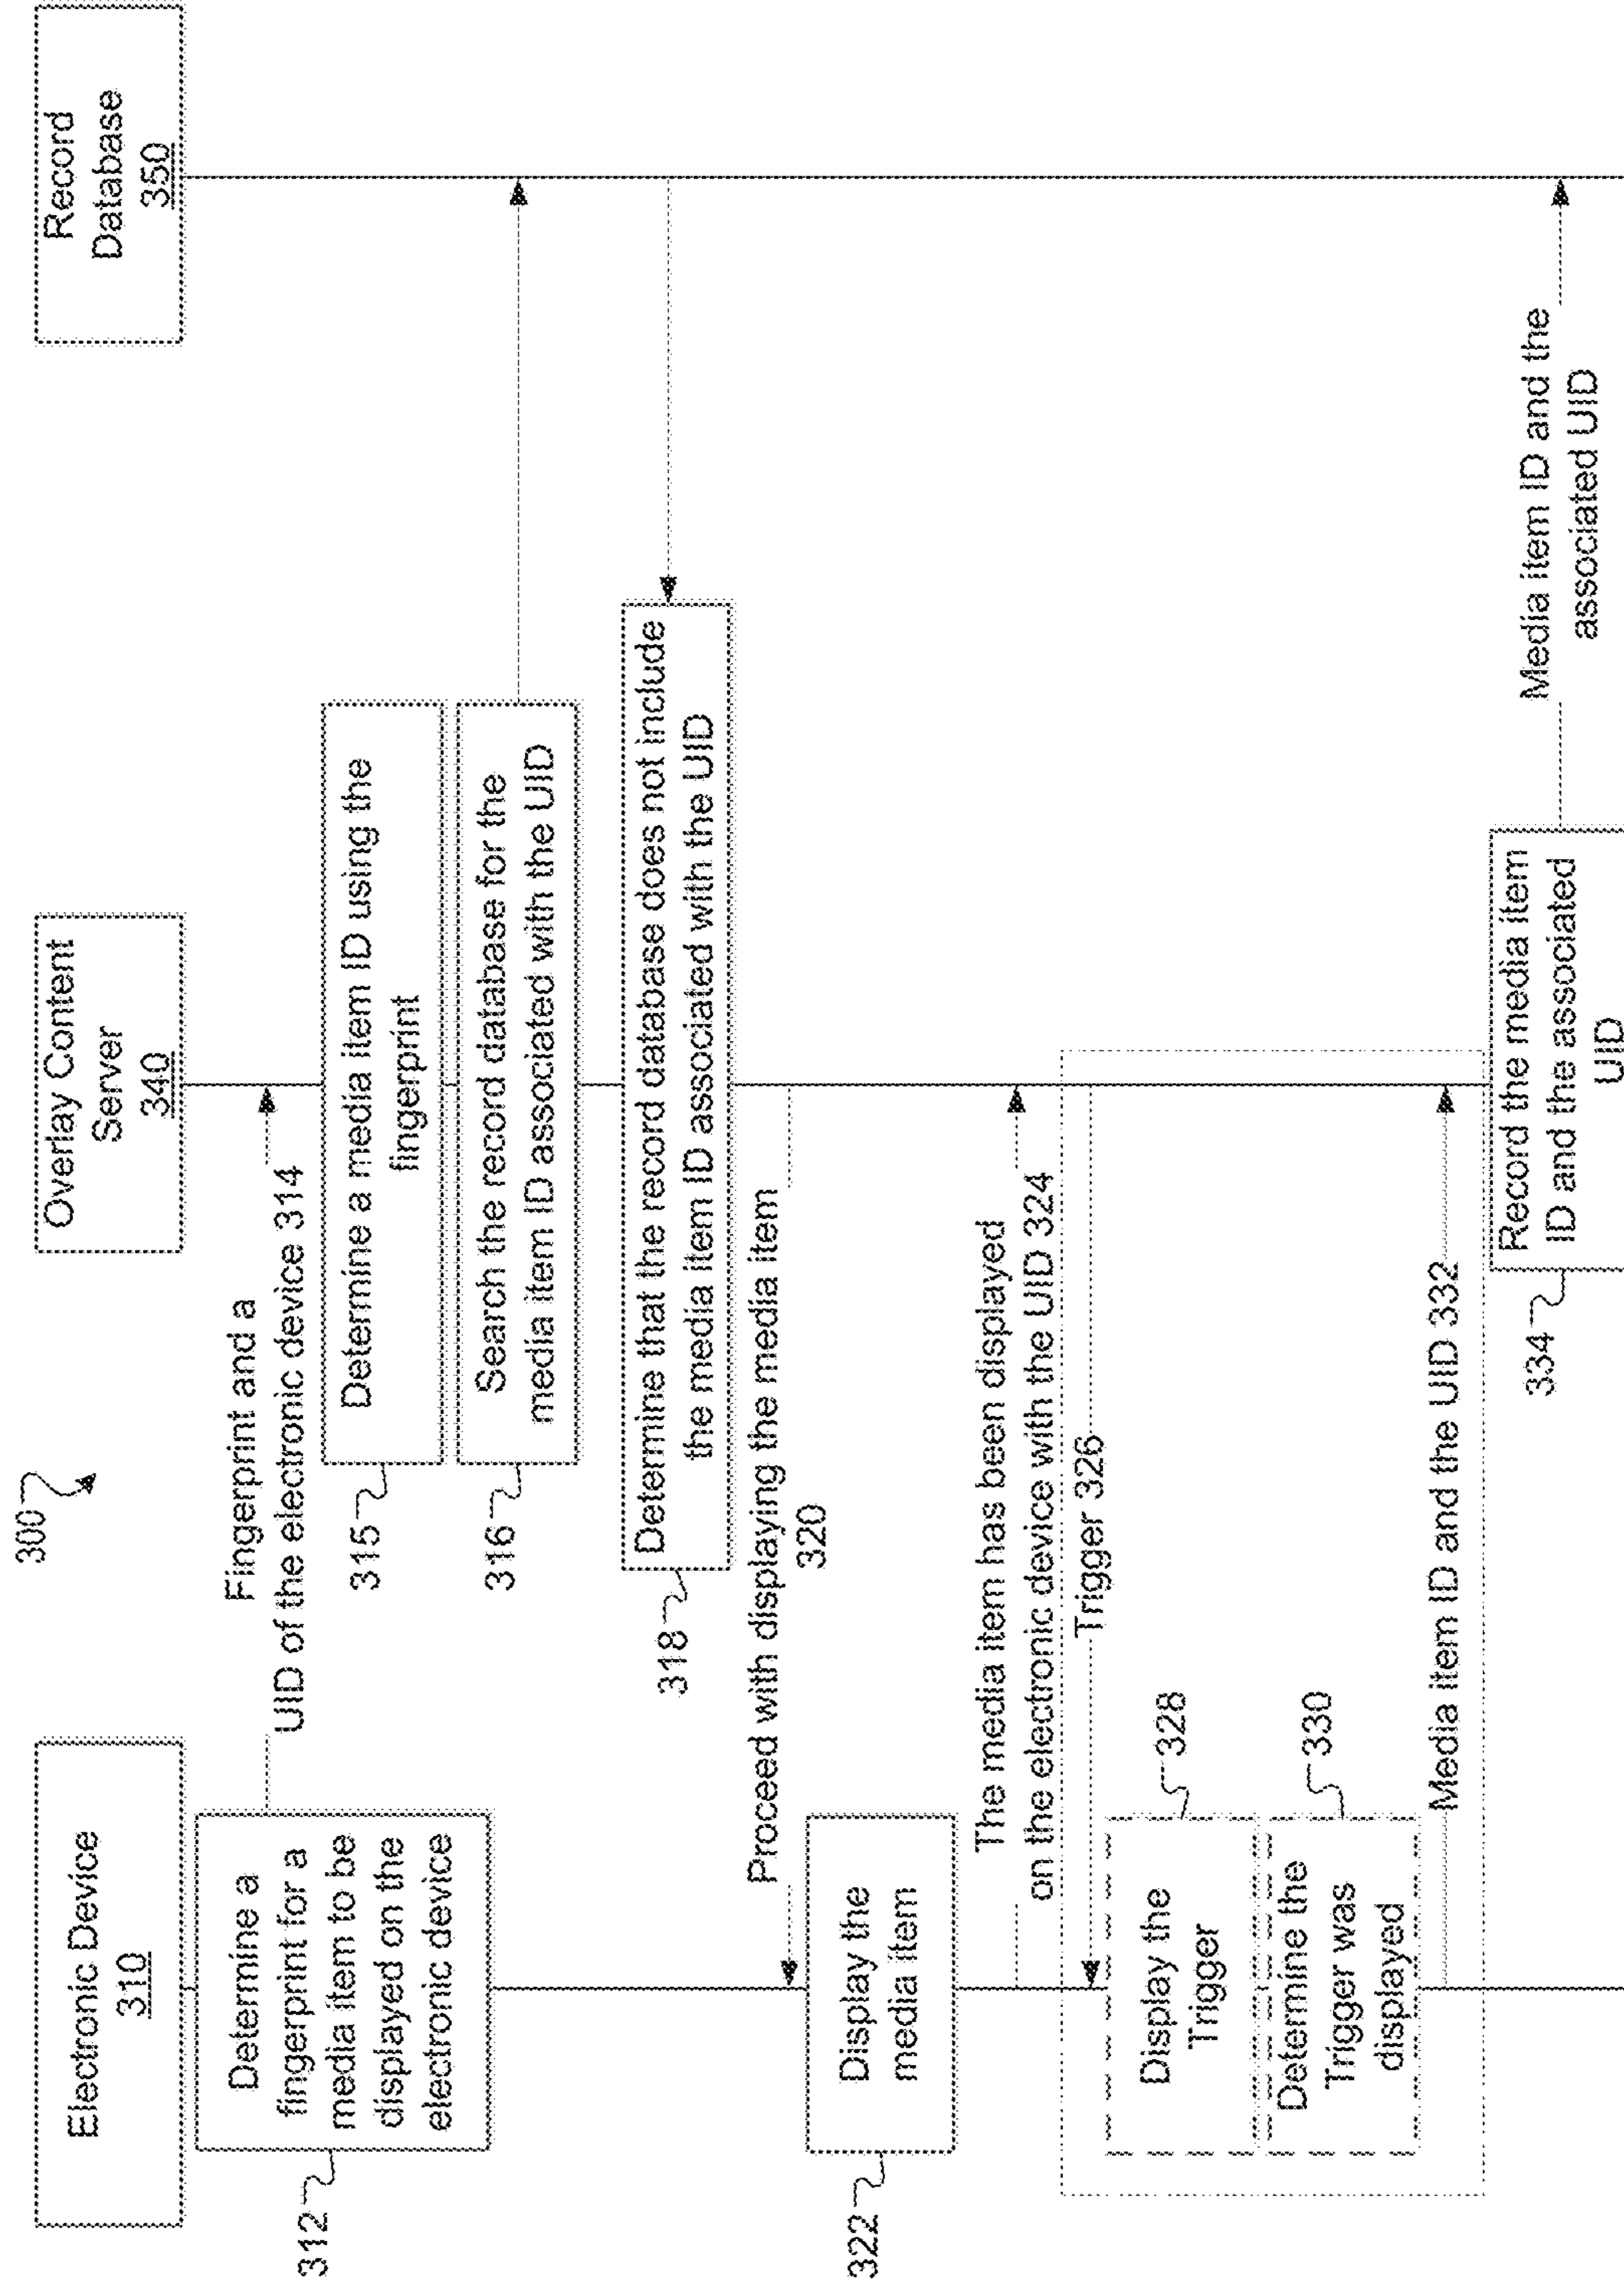 300
Electronic Device
310
Overlay Content
Server
340
Record
Database
350
312
Determine a
fingerprint for a
media item to be
displayed on the
electronic device
Fingerprint and a
UID of the electronic device 314
315
Determine a media item ID using the
fingerprint
316
Search the record database for the
media item ID associated with the UID
318
Determine that the record database does not include
the media item ID associated with the UID
Proceed with displaying the media item
320
322
Display the
media item
The media item has been displayed
on the electronic device with the UID 324
Trigger 326
Display the
Trigger
328
Determine the
Trigger was
displayed
330
Media item ID and the UID 332
334
Record the media item
ID and the associated
UID
Media item ID and the
associated UID